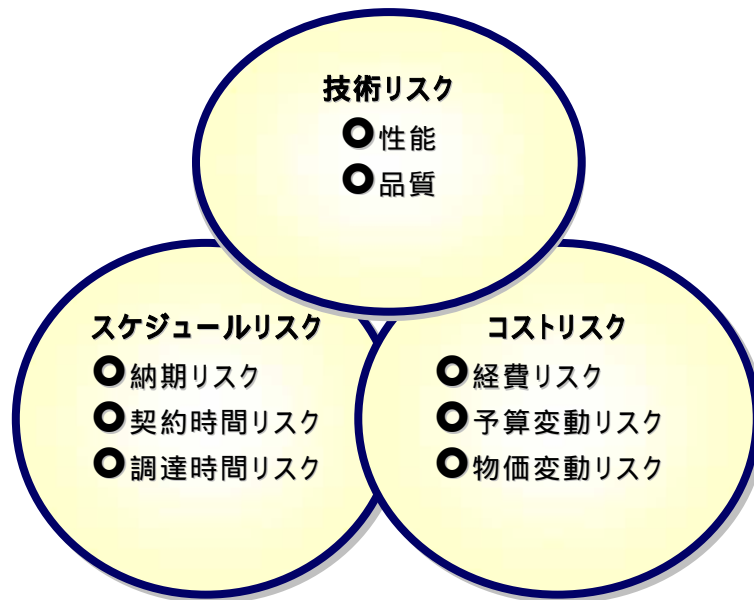 技術リスク
性能
品質
スケジュールリスク
納期リスク
契約時間リスク
調達時間リスク
コストリスク
経費リスク
予算変動リスク
物価変動リスク